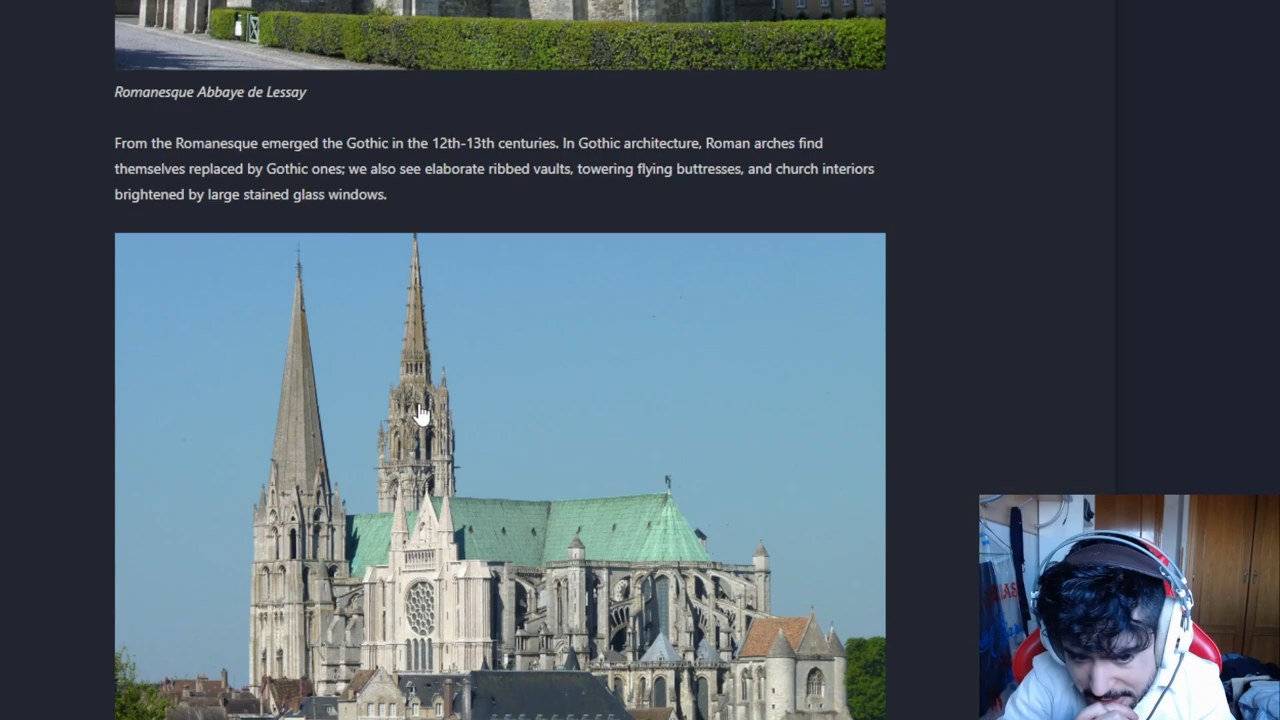 Romanesque Abbaye de Lessay
From the Romanesque emerged the Gothic in the 12th-13th centuries. In Gothic architecture, Roman arches find
themselves replaced by Gothic ones; we also see elaborate ribbed vaults, towering flying buttresses, and church interiors
brightened by large stained glass windows.